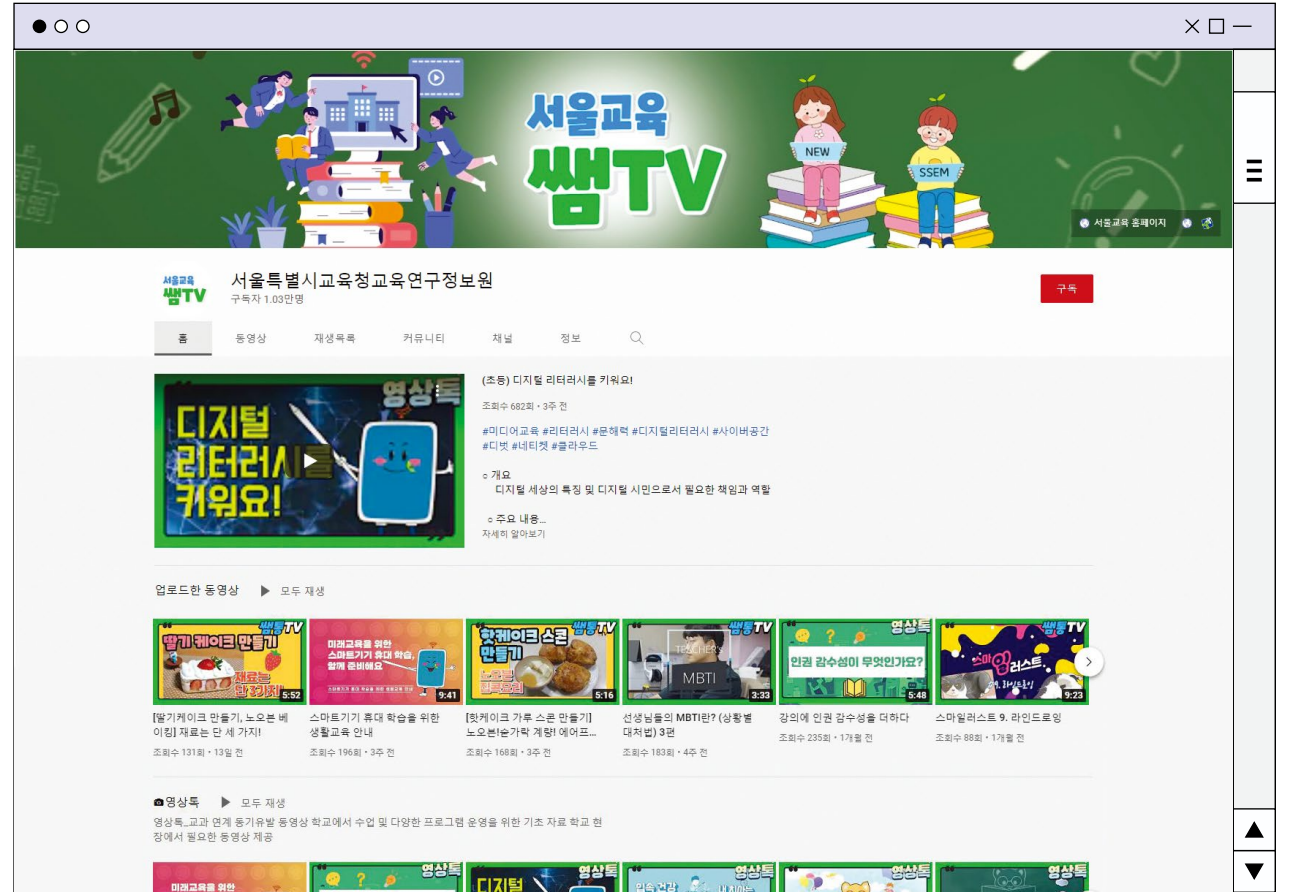 서울교육
쌤TV
NEW
SSEM
서울교육 홈페이지
서울교육
쌤TV
서울특별시교육청교육연구정보원
구독자 1.03만명
구독
홈 동영상 재생목록 커뮤니티 채널 정보
영상톡
디지털
리터러시를
키워요!
(초등) 디지털 리터러시를 키워요!
조회수 682회 • 3주 전
#미디어교육 #리터러시 #문해력 #디지털리터러시 #사이버공간
#디벗 #네티켓 #클라우드
○ 개요
디지털 세상의 특징 및 디지털 시민으로서 필요한 책임과 역할
○ 주요 내용...
자세히 알아보기
업로드한 동영상 ▶ 모두 재생
쌤통TV
딸기 케이크 만들기
재료는
단 3가지!
5:52
미래교육을 위한
스마트기기 휴대 학습,
함께 준비해요
9:41
쌤통TV
핫케이크 스콘
만들기
5:16
쌤통TV
TEACHER's
MBTI
3:33
영상톡
인권 감수성이 무엇인가요?
5:48
쌤통TV
스마일러스트
09. 라인드로잉
9:23
[딸기케이크 만들기, 노오븐 베
이킹] 재료는 단 세 가지!
조회수 131회 • 13일 전
스마트기기 휴대 학습을 위한
생활교육 안내
조회수 196회 • 3주 전
[핫케이크 가루 스콘 만들기]
노오븐!숟가락 계량! 에어프...
조회수 168회 • 3주 전
선생님들의 MBTI란? (상황별
대처법) 3편
조회수 183회 • 4주 전
강의에 인권 감수성을 더하다
조회수 235회 • 1개월 전
스마일러스트 9. 라인드로잉
조회수 88회 • 1개월 전
영상톡 ▶ 모두 재생
영상톡_교과 연계 동기유발 동영상 학교에서 수업 및 다양한 프로그램 운영을 위한 기초 자료 학교 현
장에서 필요한 동영상 제공
미래교육을 위한
영상톡
영상톡
디지털
영상톡
영상톡
영상톡